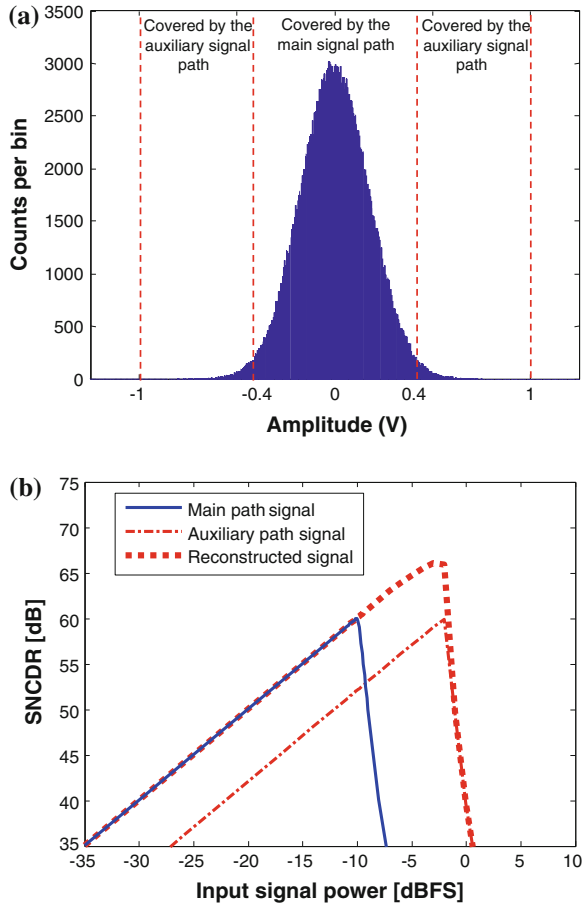 (a)
3500
3000
2500
2000
1500
1000
500
0
Counts per bin
Covered by the
auxiliary signal
path
Covered by the
main signal path
Covered by the
auxiliary signal
path
-1
-0.4
0
0.4
1
Amplitude (V)
(b)
75
70
65
60
55
50
45
40
35
SNCDR [dB]
Main path signal
Auxiliary path signal
Reconstructed signal
-35
-30
-25
-20
-15
-10
-5
0
5
10
Input signal power [dBFS]